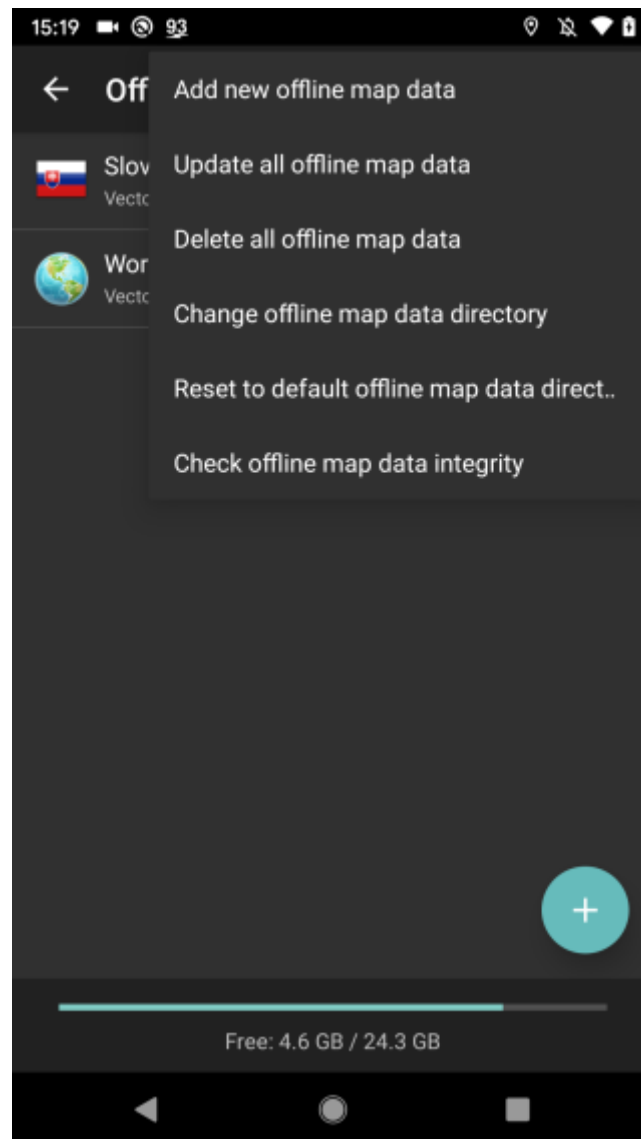 15:19 93
Off
Add new offline map data
Slov
Update all offline map data
Vecto
Delete all offline map data
Wor
Vecto
Change offline map data directory
Reset to default offline map data direct..
Check offline map data integrity
+
Free: 4.6 GB / 24.3 GB